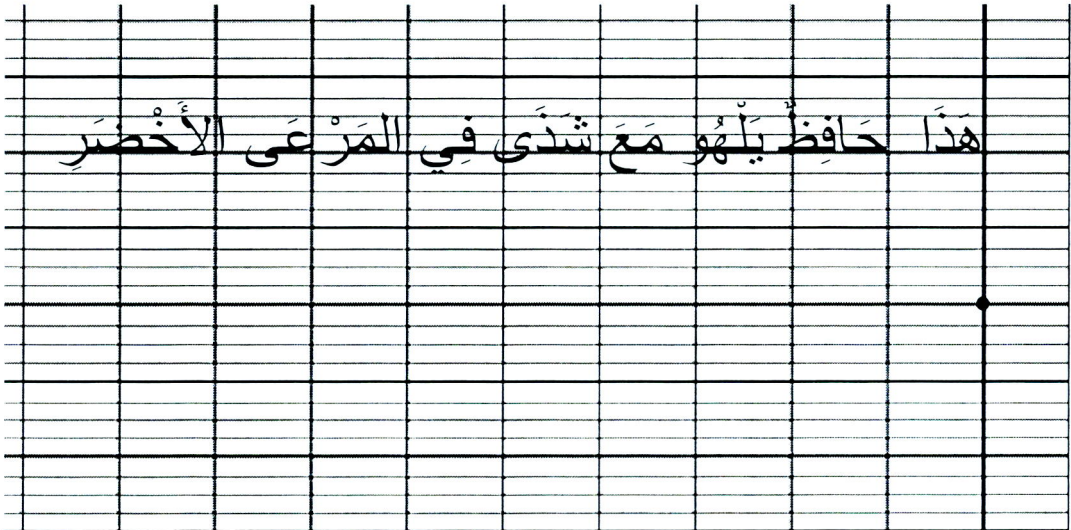 هَذَا حَافِظٌ يَلْهُو مَعَ شَذَى فِي المَرْعَى الأَخْضَرِ